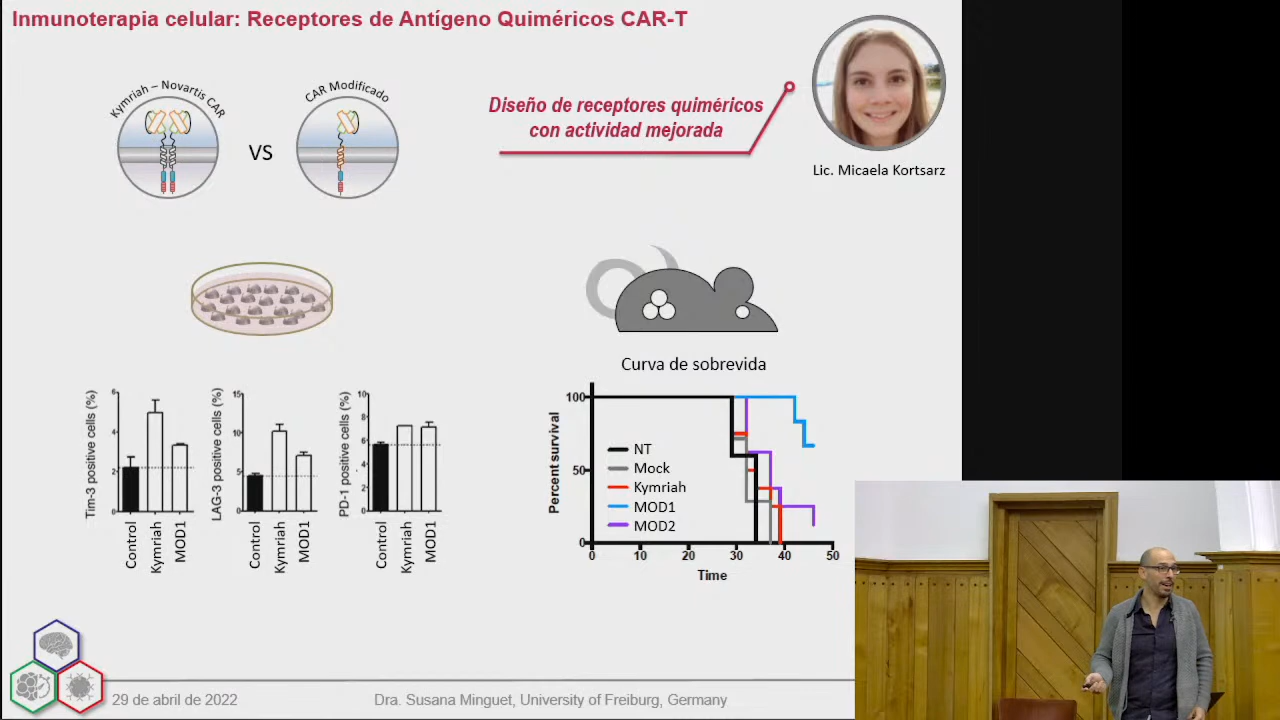 Inmunoterapia celular: Receptores de Antígeno Quiméricos CAR-T
Kymriah – Novartis CAR
VS
CAR Modificado
Diseño de receptores quiméricos
con actividad mejorada
Lic. Micaela Kortsarz
Tim-3 positive cells (%)
6
4
2
0
Control
Kymriah
MOD1
LAG-3 positive cells (%)
15
10
5
0
Control
Kymriah
MOD1
PD-1 positive cells (%)
10
8
6
4
2
0
Control
Kymriah
MOD1
Curva de sobrevida
Percent survival
100
50
0
NT
Mock
Kymriah
MOD1
MOD2
0 10 20 30 40 50
Time
29 de abril de 2022
Dra. Susana Minguet, University of Freiburg, Germany